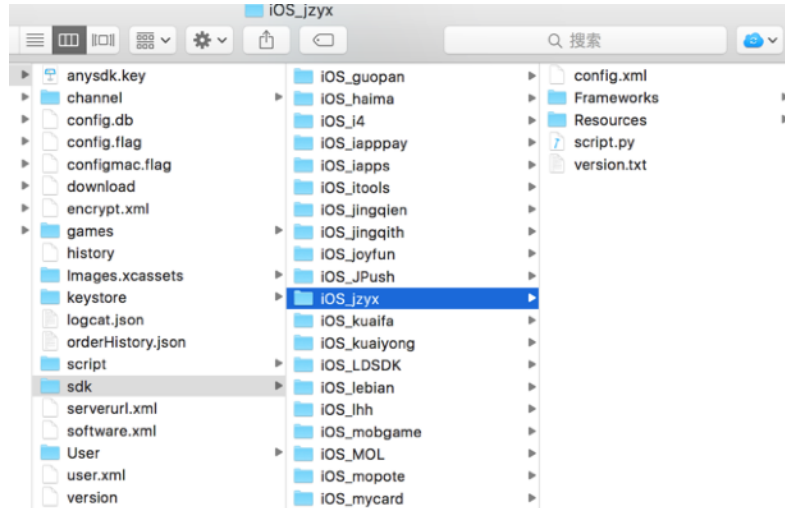 iOS_jzyx
搜索
anysdk.key
channel
config.db
config.flag
configmac.flag
download
encrypt.xml
games
history
Images.xcassets
keystore
logcat.json
orderHistory.json
script
sdk
serverurl.xml
software.xml
User
user.xml
version
iOS_guopan
iOS_haima
iOS_i4
iOS_iapppay
iOS_iapps
iOS_itools
iOS_jingqien
iOS_jingqith
iOS_joyfun
iOS_JPush
iOS_jzyx
iOS_kuaifa
iOS_kuaiyong
iOS_LDSDK
iOS_lebian
iOS_lhh
iOS_mobgame
iOS_MOL
iOS_mopote
iOS_mycard
config.xml
Frameworks
Resources
script.py
version.txt